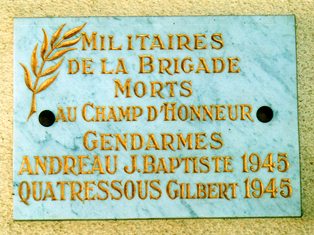 MILITAIRES
DE LA BRIGADE
MORTS
AU CHAMP D'HONNEUR
GENDARMES
ANDREAU J.BAPTISTE 1945
QUATRESSOUS GILBERT 1945